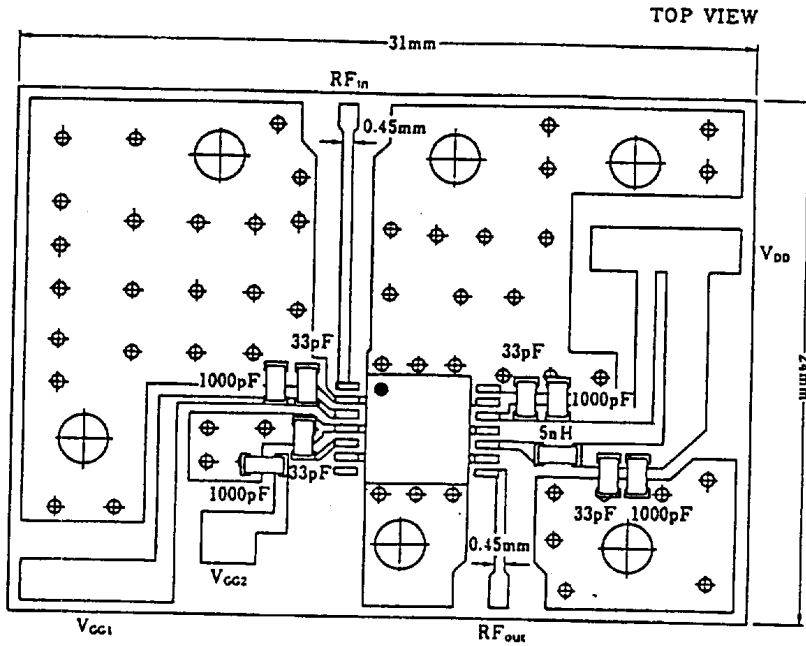 TOP VIEW
31mm
RFin
0.45mm
VDD
24mm
33pF
33pF
1000pF
1000pF
5nH
33pF
1000pF
33pF
1000pF
0.45mm
VGG2
VGG1
RFout